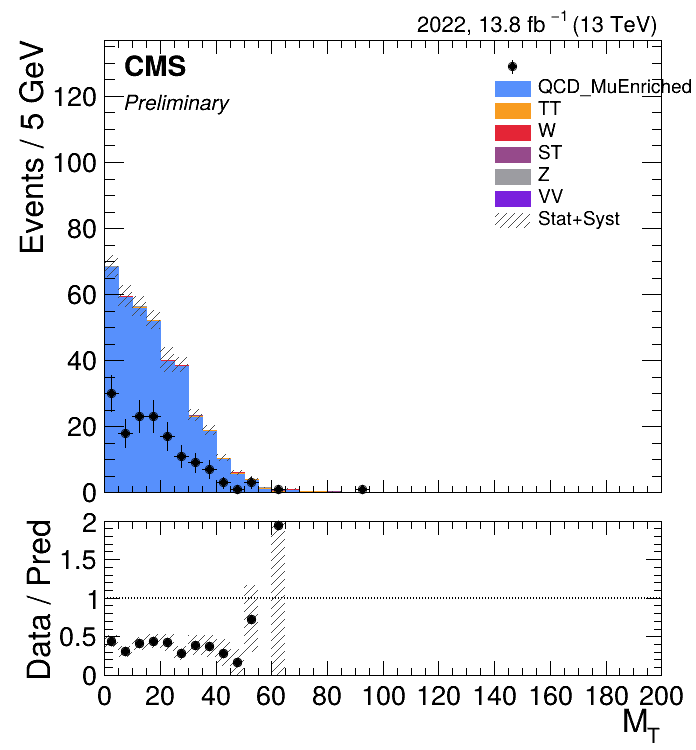 2022, 13.8 fb⁻¹ (13 TeV)
CMS
Preliminary
QCD_MuEnriched
TT
W
ST
Z
VV
Stat+Syst
Events / 5 GeV
120
100
80
60
40
20
0
Data / Pred
2
1.5
1
0.5
0
0 20 40 60 80 100 120 140 160 180 200
M_T